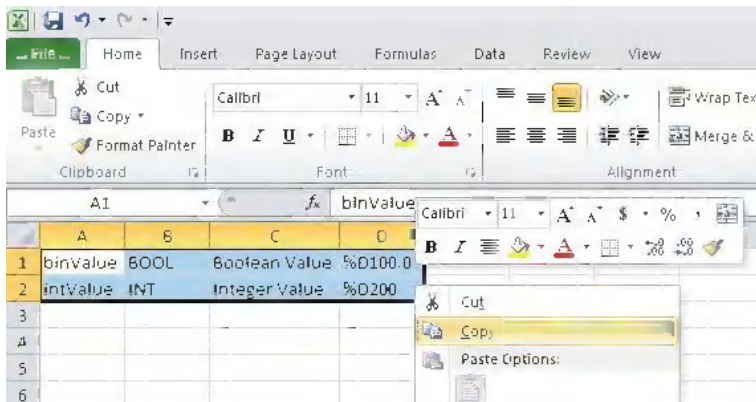 File Home Insert Page Layout Formulas Data Review View
Cut
Calibri 11 A A Wrap Tex
Copy
Paste
Format Painter
B I U A Merge &
Clipboard Font Alignment
A1 fx binValue
Calibri 11 A A $ % ,
B I A
A B C D
1 binValue BOOL Boolean Value %D100.0
2 intValue INT Integer Value %D200
3
Cut
4
Copy
5 Paste Options:
6